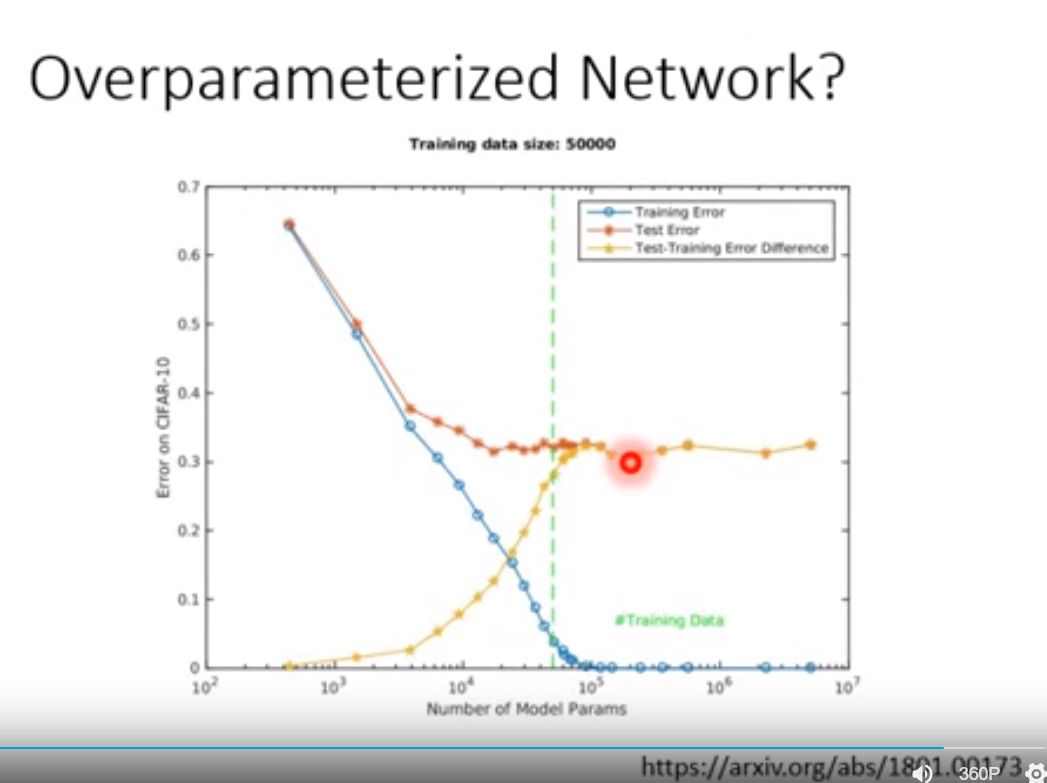 Overparameterized Network?
Training data size: 50000
Training Error
Test Error
Test-Training Error Difference
0.7
0.6
0.5
0.4
0.3
0.2
0.1
0
Error on CIFAR-10
#Training Data
10^2 10^3 10^4 10^5 10^6 10^7
Number of Model Params
https://arxiv.org/abs/1801.00173
360P